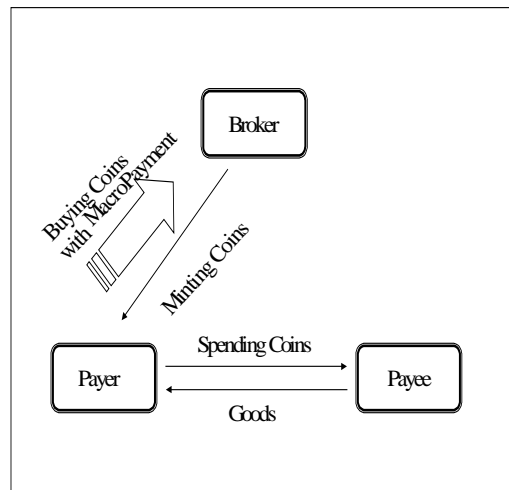 Broker
Buying Coins
with MacroPayment
Minting Coins
Spending Coins
Payer
Payee
Goods